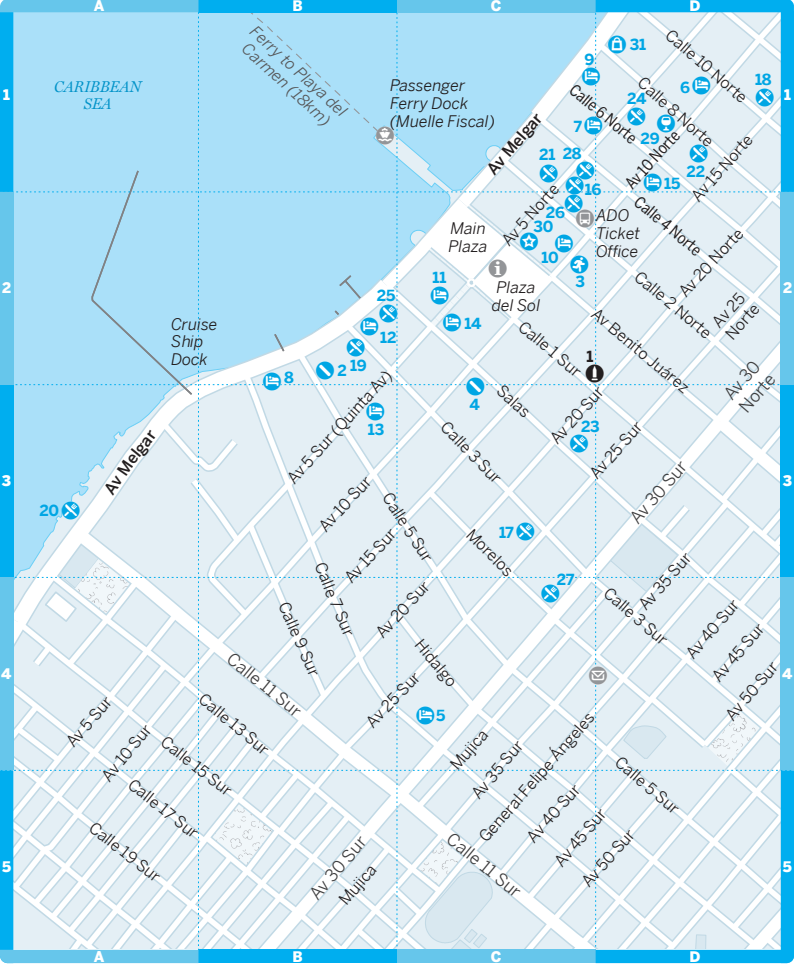 A
B
C
D
1
2
3
4
5
CARIBBEAN
SEA
Ferry to Playa del
Carmen (18km)
Passenger
Ferry Dock
(Muelle Fiscal)
Av Melgar
31
9
Calle 10 Norte
6
18
24
Calle 8 Norte
Calle 6 Norte
7
29
Av 10 Norte
22
Av 15 Norte
21
28
15
16
Av 5 Norte
26
Calle 4 Norte
ADO
Ticket
Office
30
10
3
Main
Plaza
Plaza
del Sol
Av 20 Norte
Calle 2 Norte
Av 25
Norte
11
25
14
12
19
Cruise
Ship
Dock
Calle 1 Sur
Av Benito Juárez
1
2
8
Av 30
Norte
4
13
Salas
Av 20 Sur
23
Av 5 Sur (Quinta Av)
Calle 3 Sur
Av 25 Sur
Av Melgar
20
Av 10 Sur
Calle 5 Sur
Av 30 Sur
17
Morelos
Av 15 Sur
27
Av 35 Sur
Calle 7 Sur
Av 20 Sur
Calle 3 Sur
Calle 9 Sur
Hidalgo
Av 40 Sur
Av 45 Sur
Calle 11 Sur
Av 25 Sur
5
Av 50 Sur
Av 5 Sur
Calle 13 Sur
Av 10 Sur
Calle 15 Sur
Mujica
Av 35 Sur
General Felipe Ángeles
Calle 5 Sur
Calle 17 Sur
Av 40 Sur
Calle 19 Sur
Av 45 Sur
Av 30 Sur
Mujica
Calle 11 Sur
Av 50 Sur
1
2
3
4
5
A
B
C
D